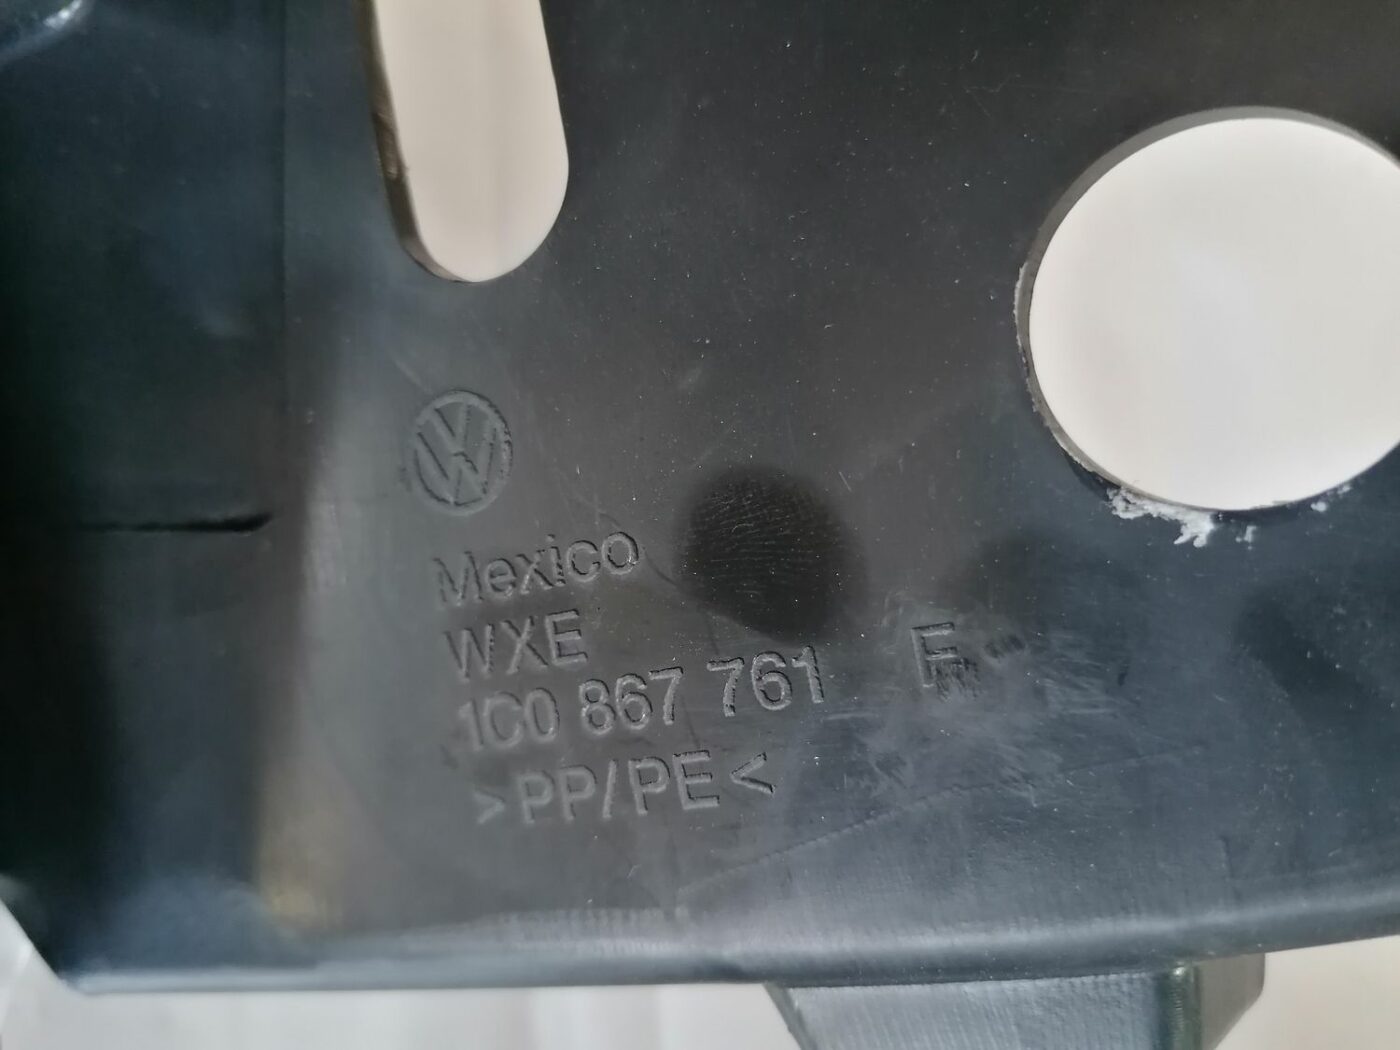 Mexico
WXE
1C0 867 761 F
>PP/PE<